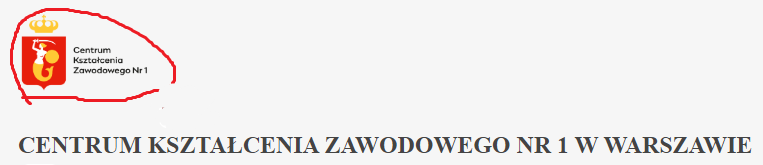 Centrum
Kształcenia
Zawodowego Nr 1
CENTRUM KSZTAŁCENIA ZAWODOWEGO NR 1 W WARSZAWIE